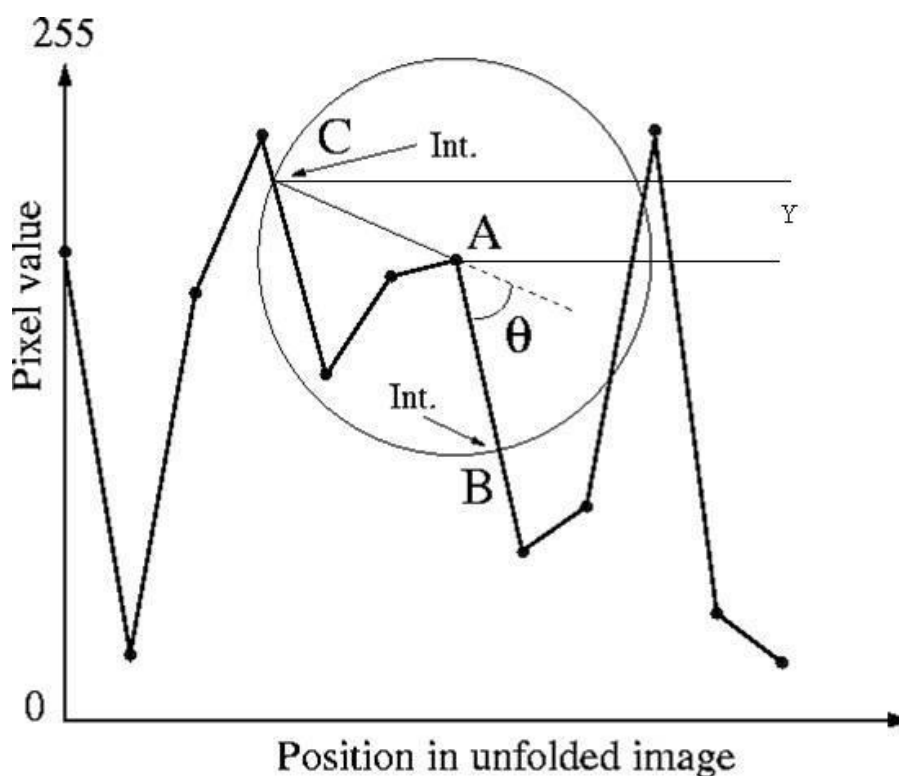 255
C
Int.
Y
A
Pixel value
θ
Int.
B
0
Position in unfolded image